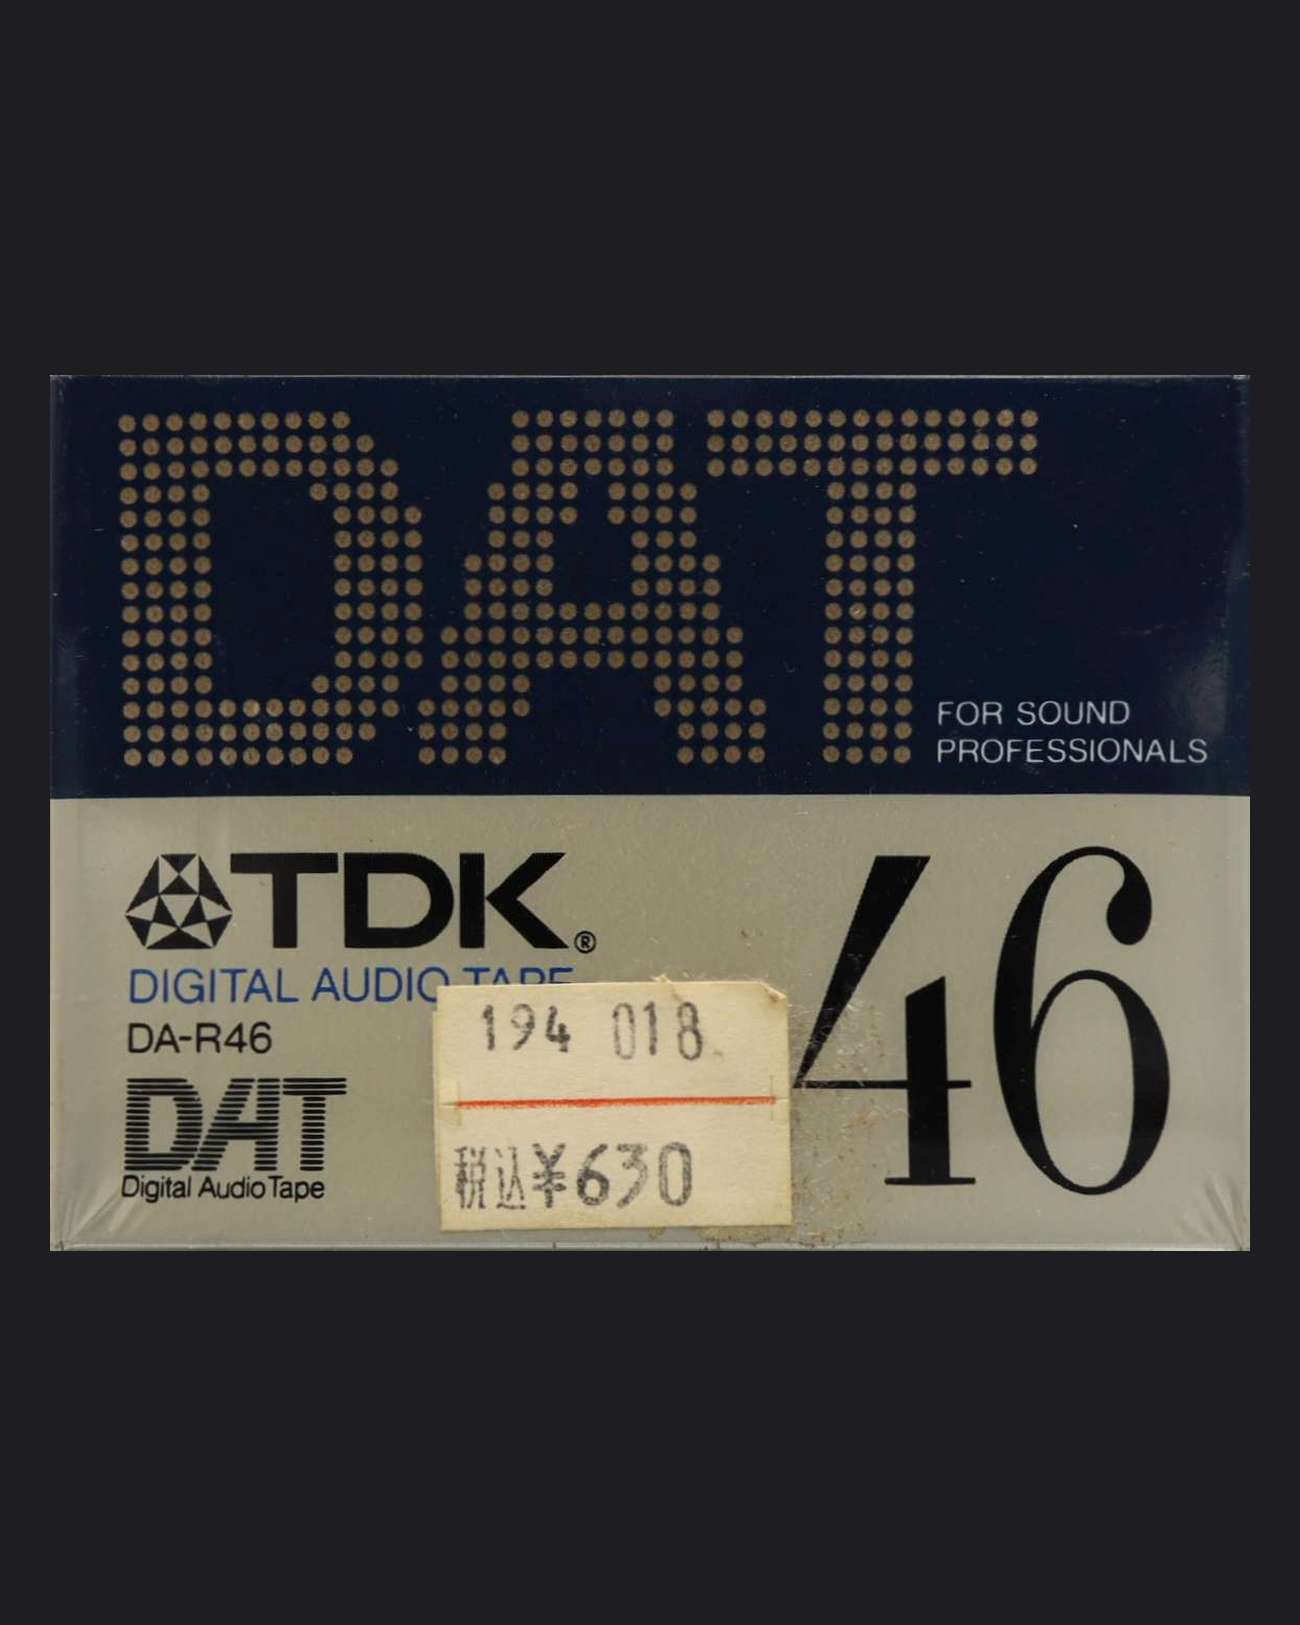 DAT
FOR SOUND
PROFESSIONALS
TDK®
DIGITAL AUDIO TAPE
DA-R46
DAT
Digital Audio Tape
46
194 018
税込¥630